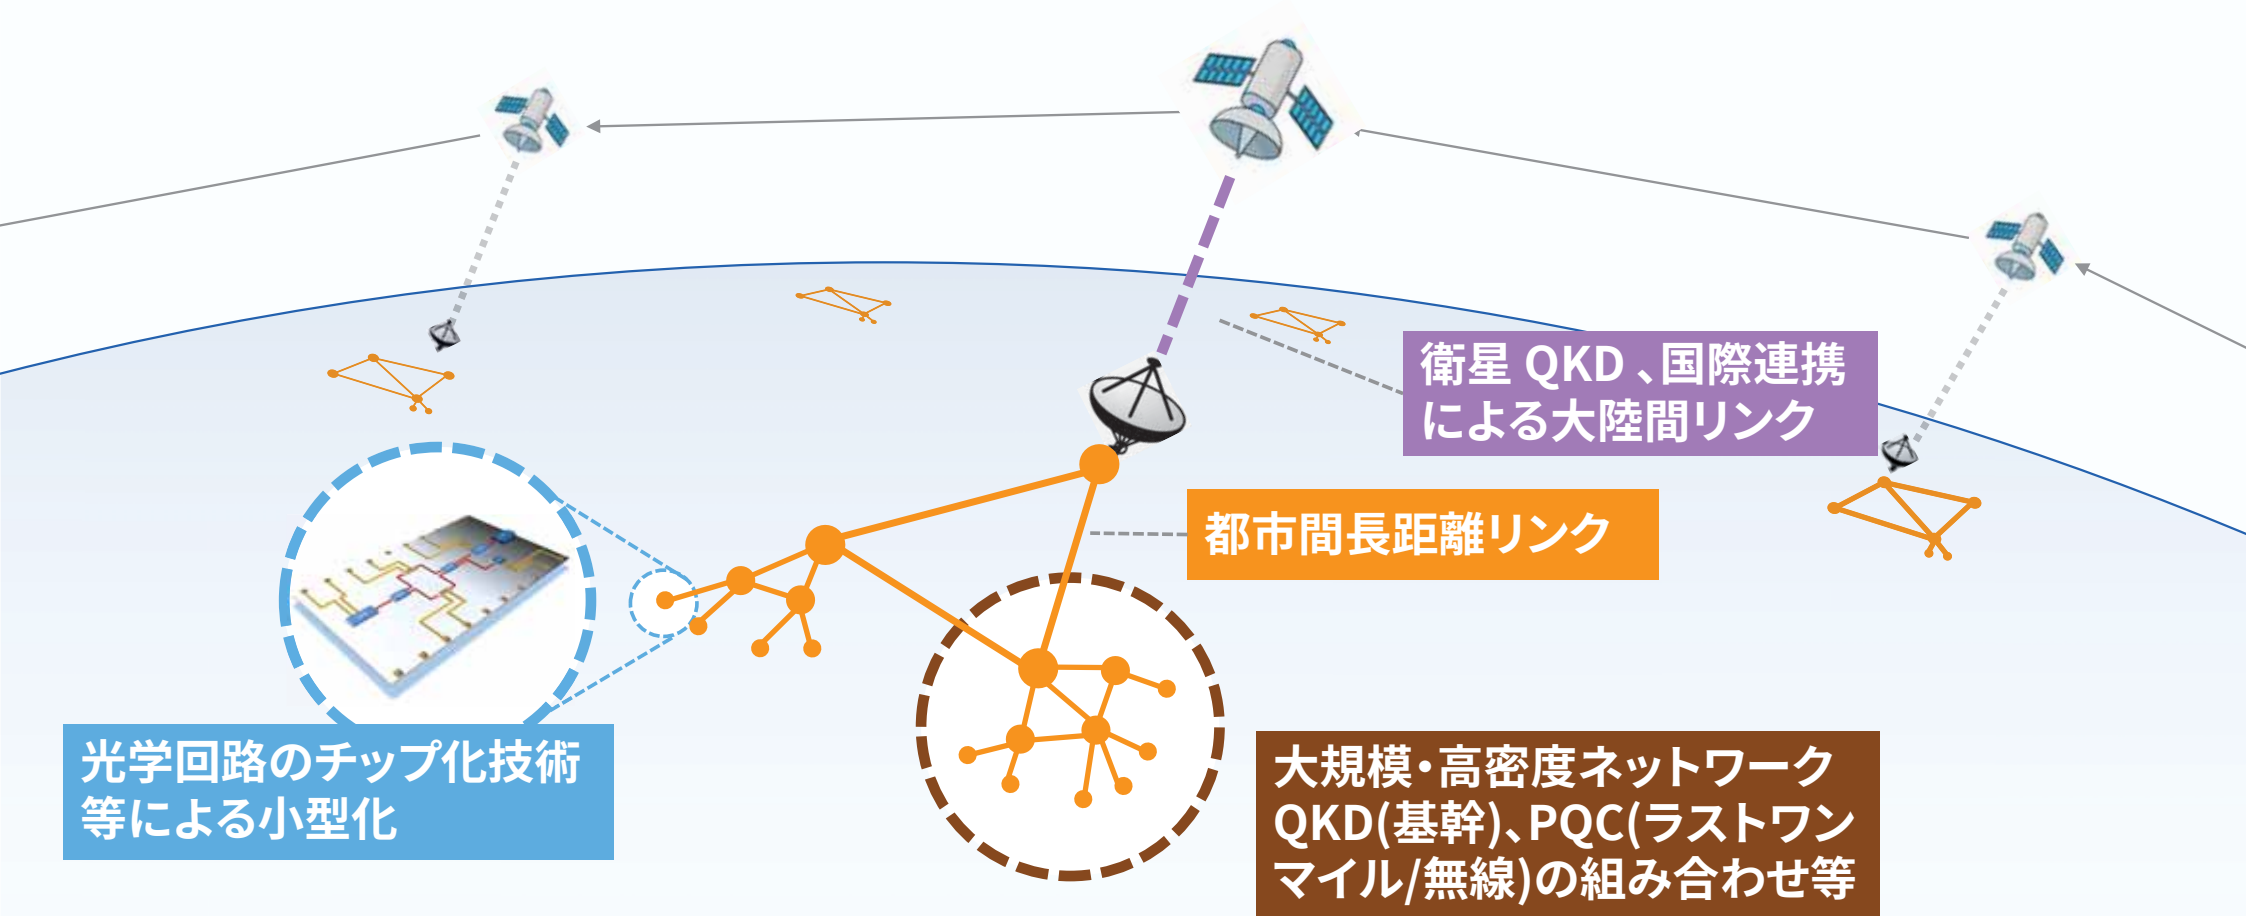 衛星 QKD 、国際連携
による大陸間リンク
都市間長距離リンク
光学回路のチップ化技術
等による小型化
大規模・高密度ネットワーク
QKD(基幹)、PQC(ラストワン
マイル/無線)の組み合わせ等